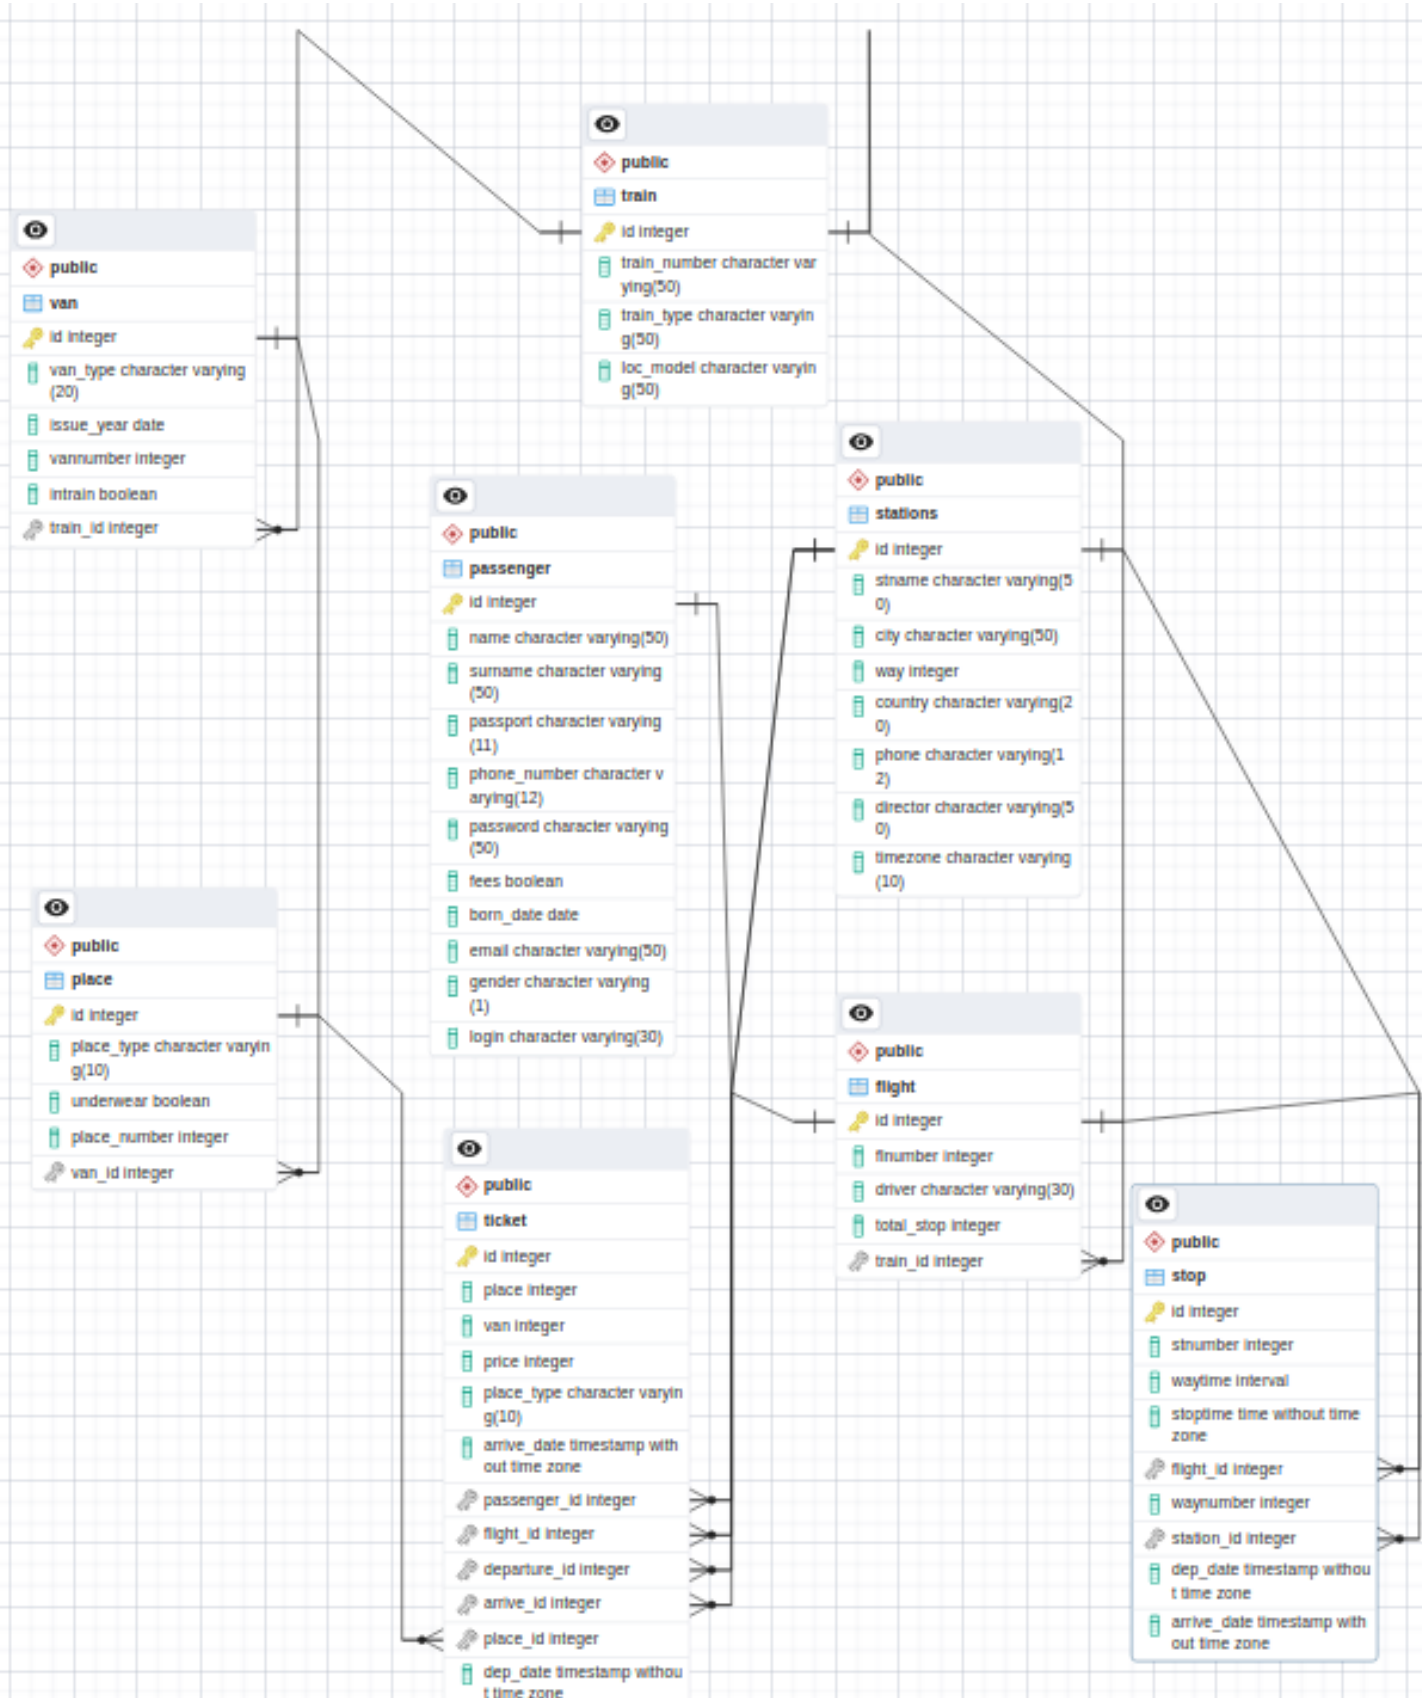 public
train
id integer
train_number character var
ying(50)
train_type character varyin
g(50)
loc_model character varyin
g(50)
public
van
id integer
van_type character varying
(20)
issue_year date
vannumber integer
intrain boolean
train_id integer
public
passenger
id integer
name character varying(50)
surname character varying
(50)
passport character varying
(11)
phone_number character v
arying(12)
password character varying
(50)
fees boolean
born_date date
email character varying(50)
gender character varying
(1)
login character varying(30)
public
stations
id integer
stname character varying(5
0)
city character varying(50)
way integer
country character varying(2
0)
phone character varying(1
2)
director character varying(5
0)
timezone character varying
(10)
public
place
id integer
place_type character varyin
g(10)
underwear boolean
place_number integer
van_id integer
public
flight
id integer
flnumber integer
driver character varying(30)
total_stop integer
train_id integer
public
ticket
id integer
place integer
van integer
price integer
place_type character varyin
g(10)
arrive_date timestamp with
out time zone
passenger_id integer
flight_id integer
departure_id integer
arrive_id integer
place_id integer
dep_date timestamp withou
t time zone
public
stop
id integer
stnumber integer
waytime interval
stoptime time without time
zone
flight_id integer
waynumber integer
station_id integer
dep_date timestamp withou
t time zone
arrive_date timestamp with
out time zone